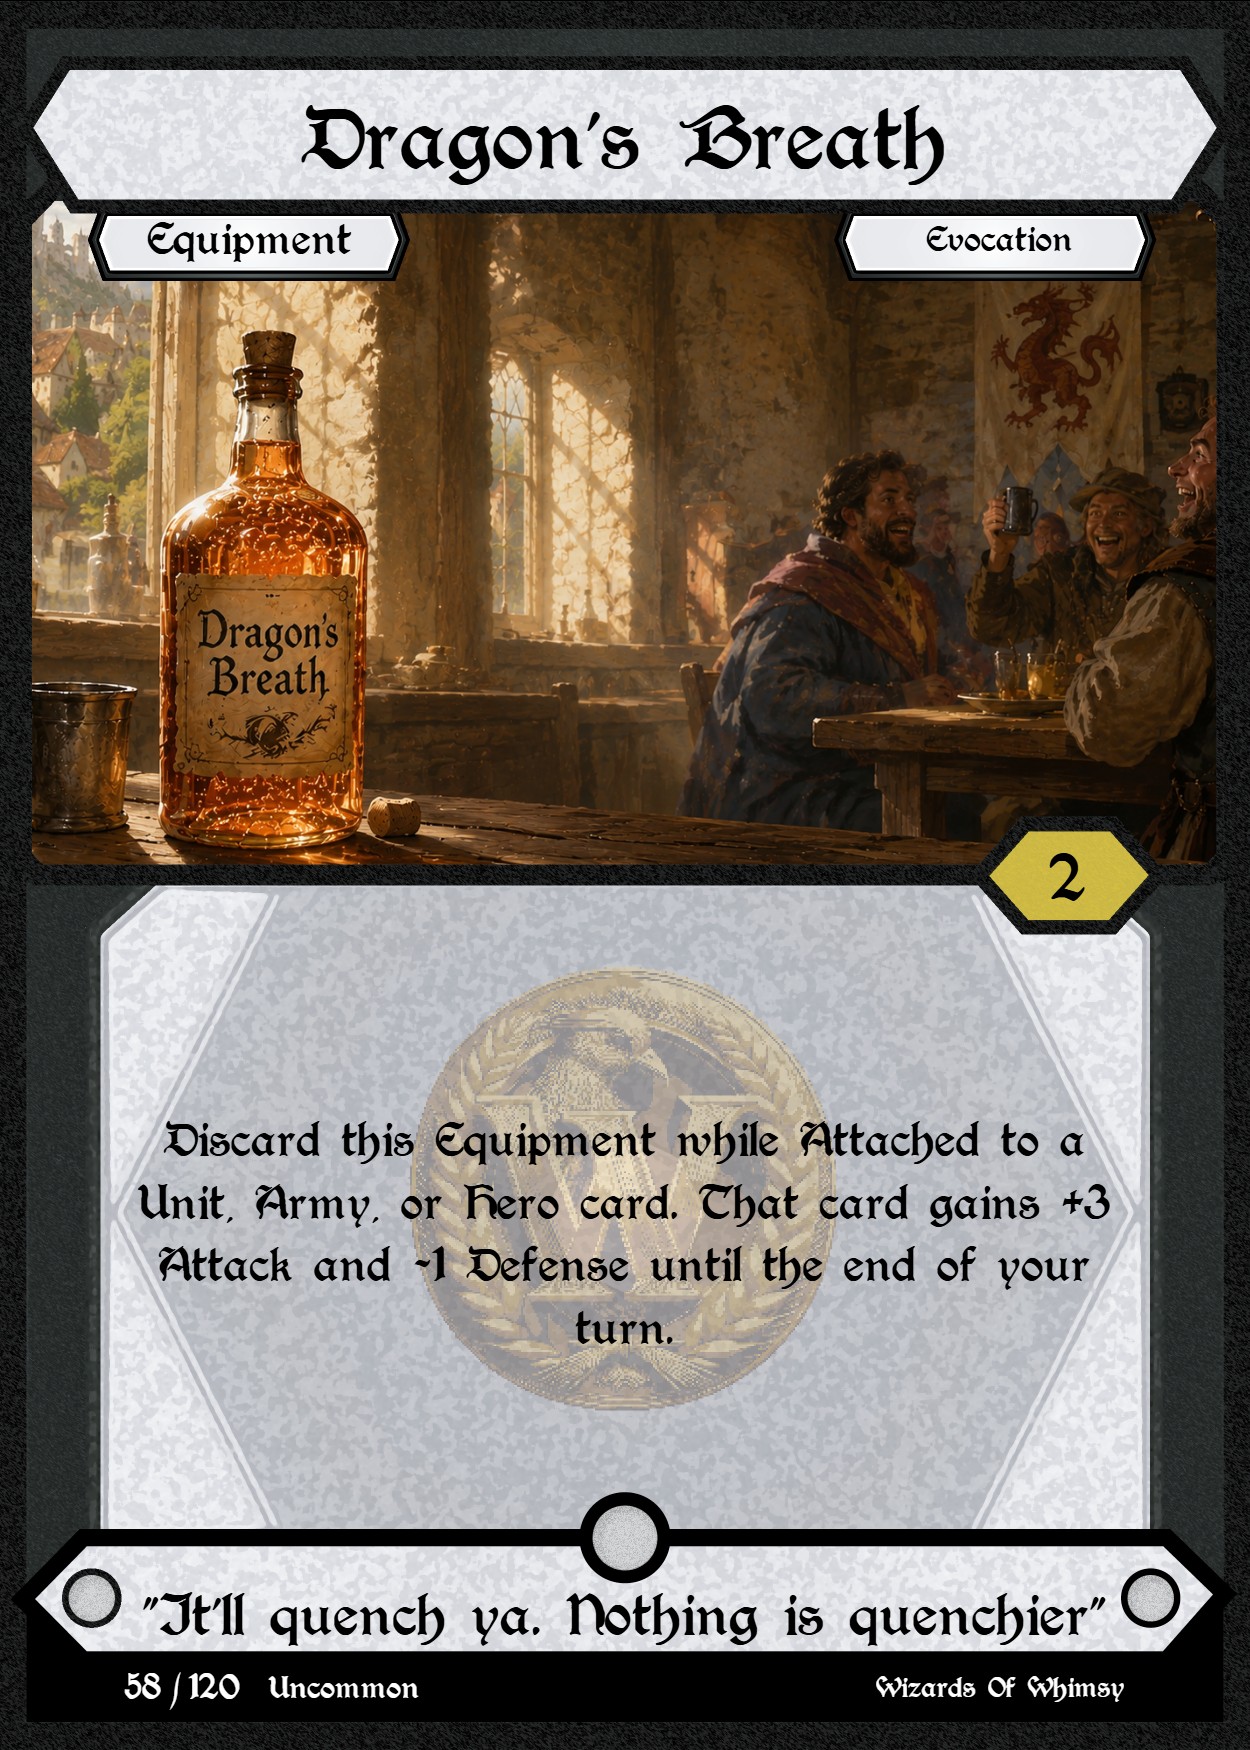 Dragon's Breath
Equipment
Evocation
Dragon's
Breath
2
W
Discard this Equipment while Attached to a
Unit, Army, or Hero card. That card gains +3
Attack and -1 Defense until the end of your
turn.
"It'll quench ya. Nothing is quenchier"
58 / 120 Uncommon
Wizards Of Whimsy